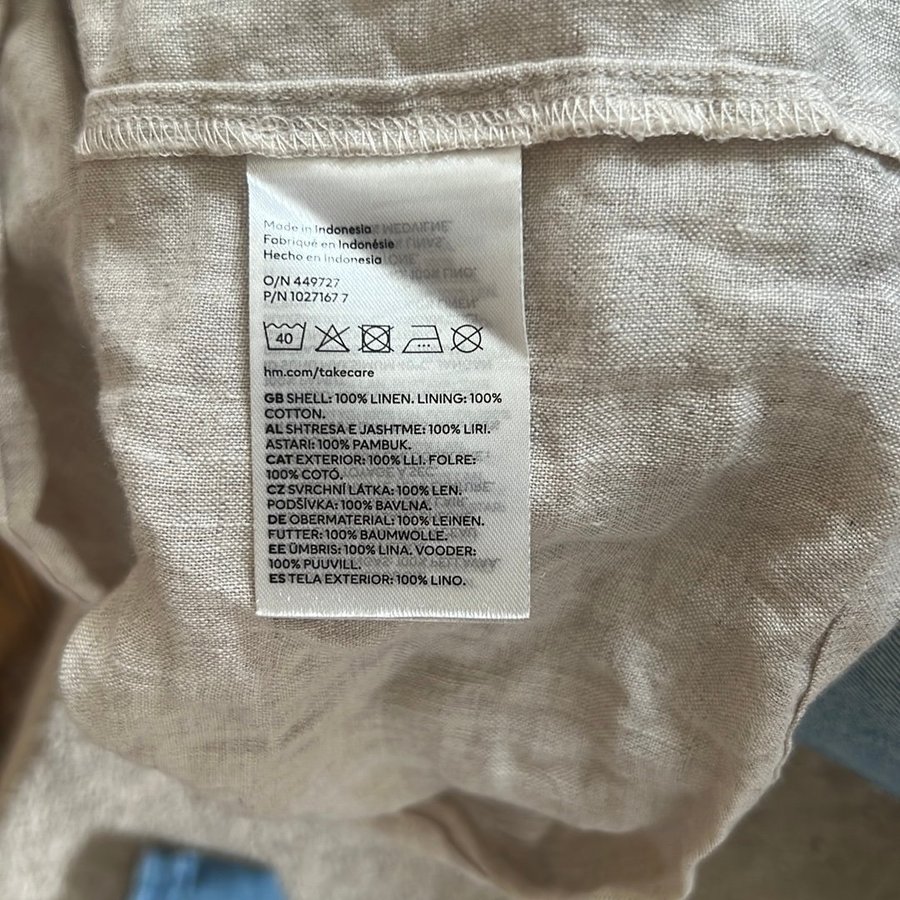 Made in Indonesia
Fabriqué en Indonésie
Hecho en Indonesia
O/N 449727
P/N 1027167 7
40
hm.com/takecare
GB SHELL: 100% LINEN. LINING: 100%
COTTON.
AL SHTRESA E JASHTME: 100% LIRI.
ASTARI: 100% PAMBUK.
CAT EXTERIOR: 100% LLI. FOLRE:
100% COTÓ.
CZ SVRCHNÍ LÁTKA: 100% LEN.
PODŠÍVKA: 100% BAVLNA.
DE OBERMATERIAL: 100% LEINEN.
FUTTER: 100% BAUMWOLLE.
EE ÜMBRIS: 100% LINA. VOODER:
100% PUUVILL.
ES TELA EXTERIOR: 100% LINO.